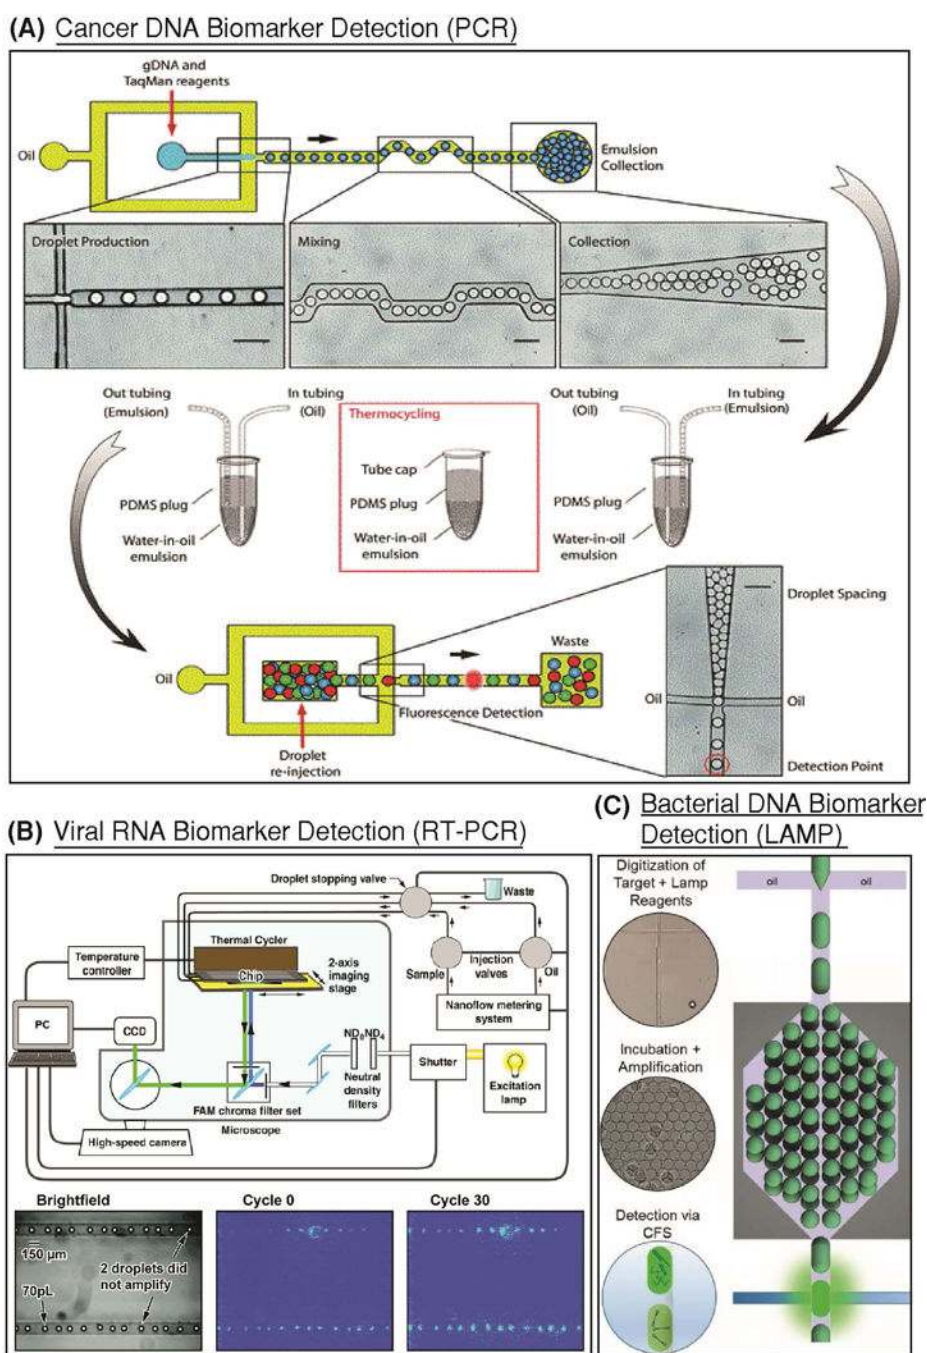 (A) Cancer DNA Biomarker Detection (PCR)
gDNA and
TaqMan reagents
Oil
Emulsion
Collection
Droplet Production
Mixing
Collection
Out tubing
(Emulsion)
In tubing
(Oil)
PDMS plug
Water-in-oil
emulsion
Thermocycling
Tube cap
PDMS plug
Water-in-oil
emulsion
Out tubing
(Oil)
In tubing
(Emulsion)
PDMS plug
Water-in-oil
emulsion
Droplet Spacing
Oil
Oil
Detection Point
Oil
Waste
Fluorescence Detection
Droplet
re-injection
(B) Viral RNA Biomarker Detection (RT-PCR)
Droplet stopping valve
Waste
Thermal Cycler
Chip
2-axis
imaging
stage
Temperature
controller
Sample
Injection
valves
Oil
Nanoflow metering
system
PC
CCD
ND8 ND4
Shutter
Neutral
density
filters
Excitation
lamp
FAM chroma filter set
Microscope
High-speed camera
Brightfield
150 µm
2 droplets did
not amplify
70pL
Cycle 0
Cycle 30
(C) Bacterial DNA Biomarker
Detection (LAMP)
Digitization of
Target + Lamp
Reagents
oil
oil
Incubation +
Amplification
Detection via
CFS